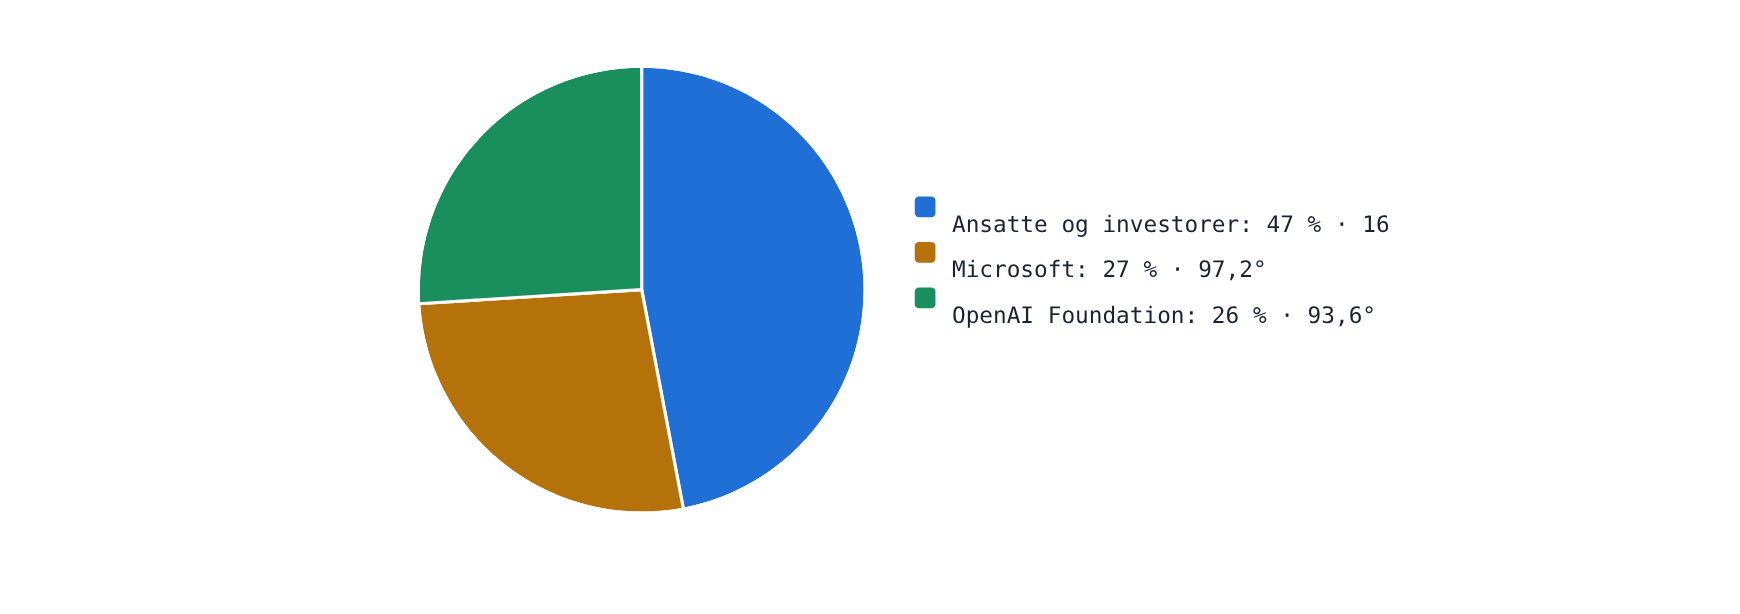 Ansatte og investorer: 47 % · 16
Microsoft: 27 % · 97,2°
OpenAI Foundation: 26 % · 93,6°